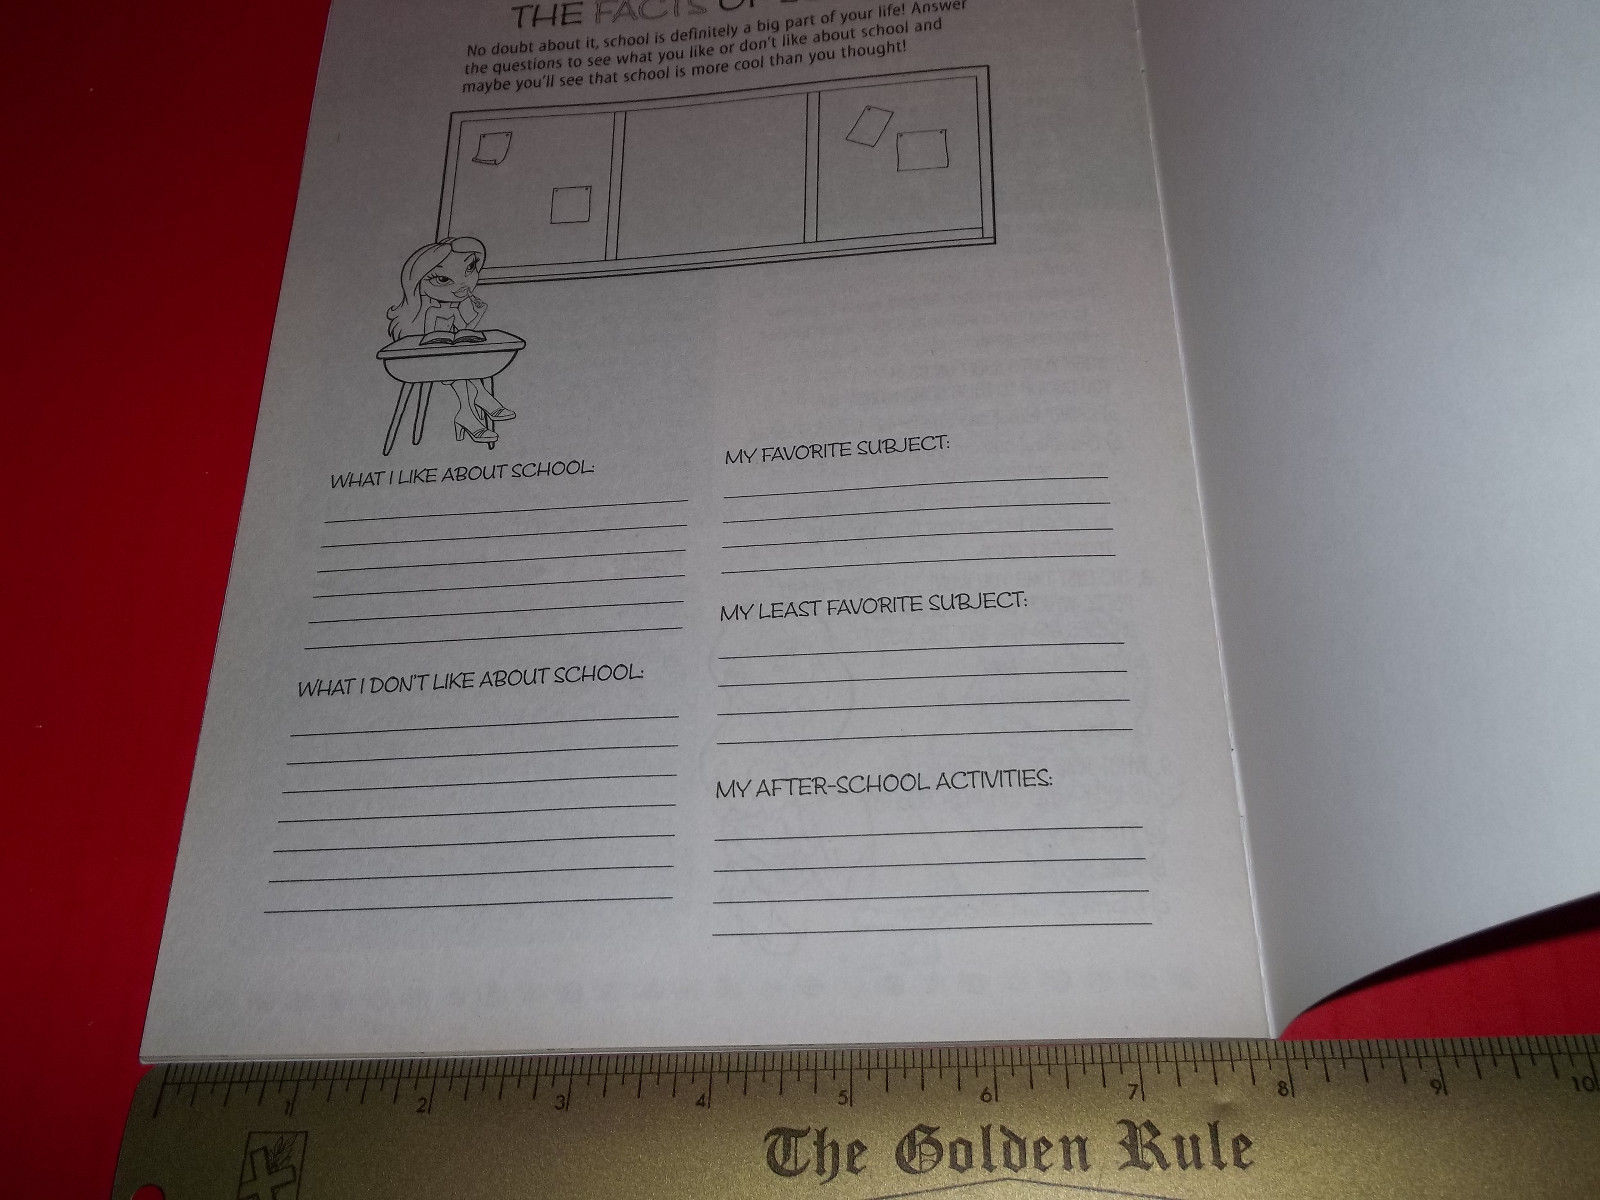 THE FACTS OF
No doubt about it, school is definitely a big part of your life! Answer
the questions to see what you like or don't like about school and
maybe you'll see that school is more cool than you thought!
WHAT I LIKE ABOUT SCHOOL:
WHAT I DON'T LIKE ABOUT SCHOOL:
MY FAVORITE SUBJECT:
MY LEAST FAVORITE SUBJECT:
MY AFTER-SCHOOL ACTIVITIES:
1 2 3 4 5 6 7 8 9 10
The Golden Rule